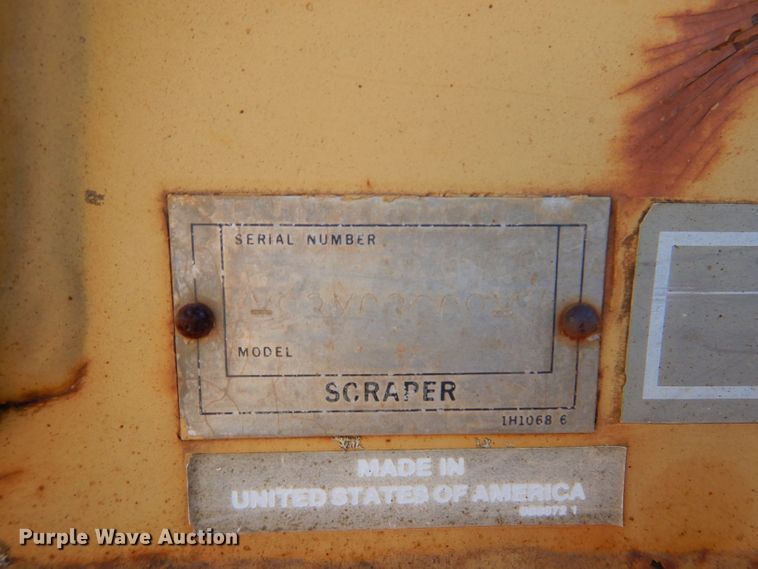 SERIAL NUMBER
MODEL
SCRAPER
1H1068 6
MADE IN
UNITED STATES OF AMERICA
Purple Wave Auction